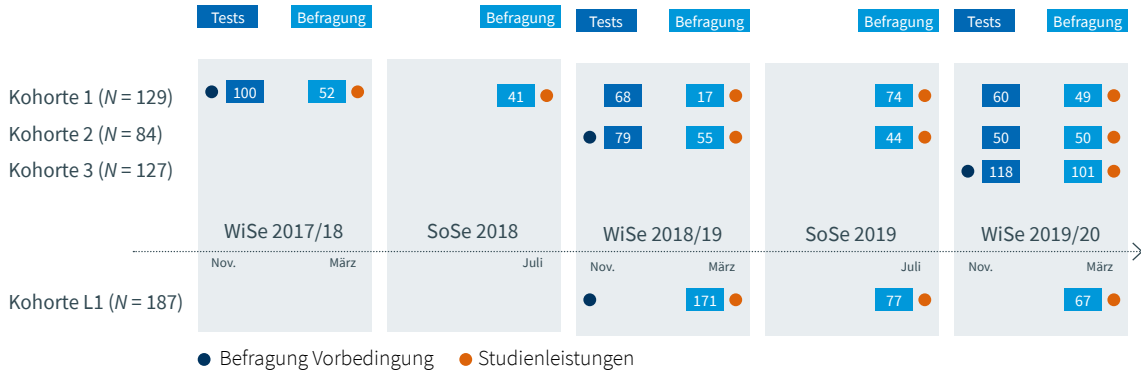 Tests Befragung Befragung Tests Befragung Befragung Tests Befragung
Kohorte 1 (N = 129) 100 52 41 68 17 74 60 49
Kohorte 2 (N = 84) 79 55 44 50 50
Kohorte 3 (N = 127) 118 101
WiSe 2017/18 SoSe 2018 WiSe 2018/19 SoSe 2019 WiSe 2019/20
Nov. März Juli Nov. März Juli Nov. März
Kohorte L1 (N = 187) 171 77 67
Befragung Vorbedingung Studienleistungen